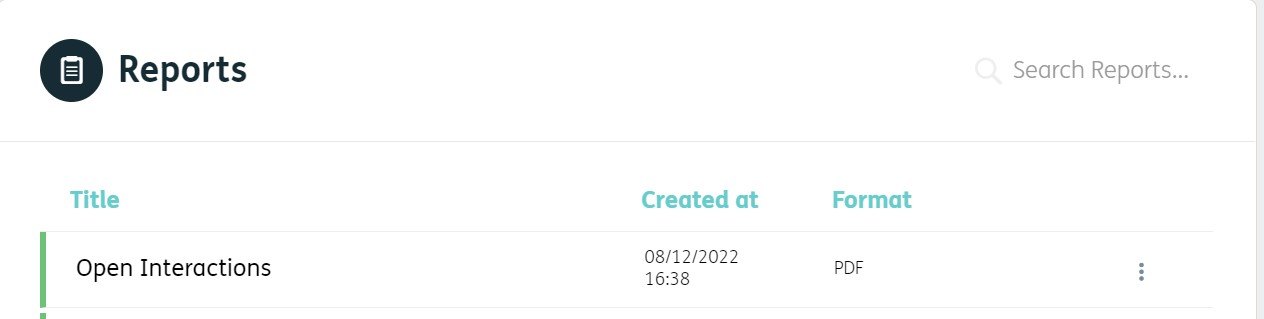 Reports
Search Reports...
Title Created at Format
Open Interactions 08/12/2022 PDF
16:38